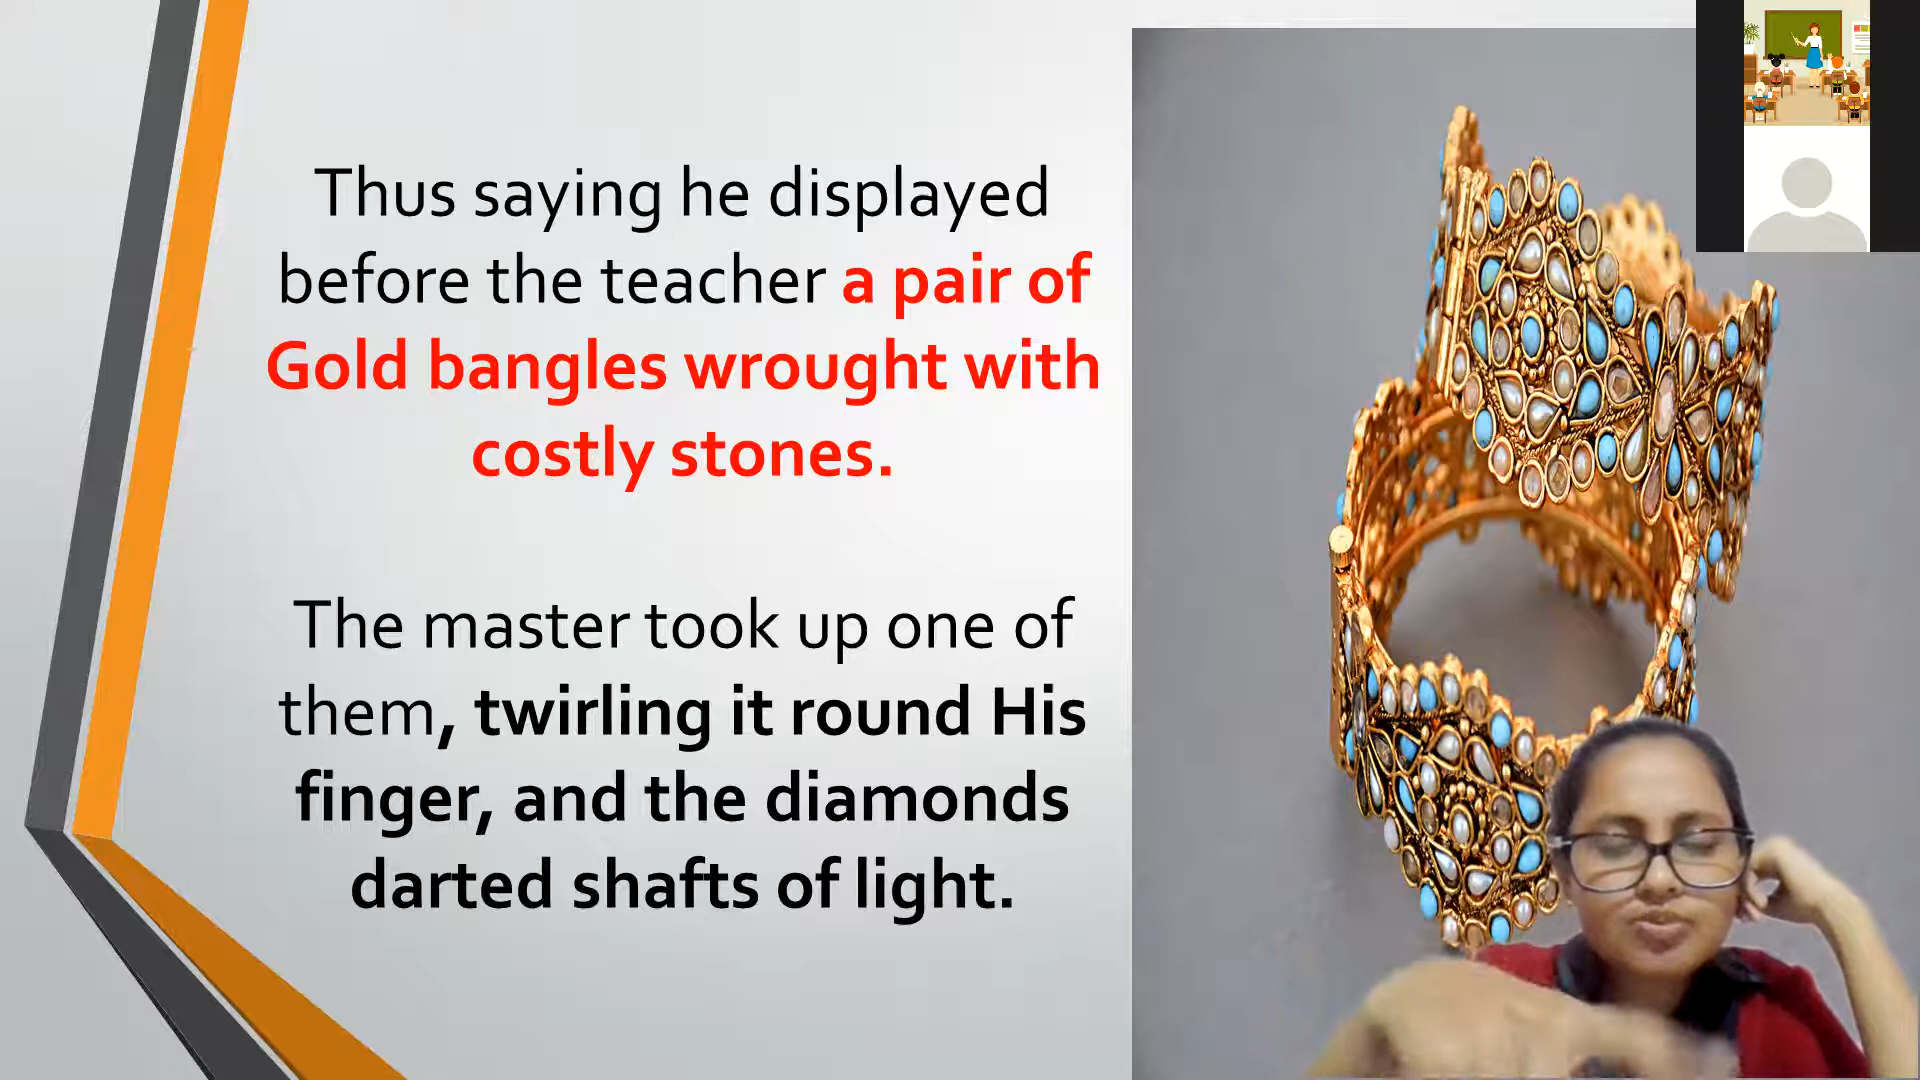 Thus saying he displayed
before the teacher a pair of
Gold bangles wrought with
costly stones.
The master took up one of
them, twirling it round His
finger, and the diamonds
darted shafts of light.